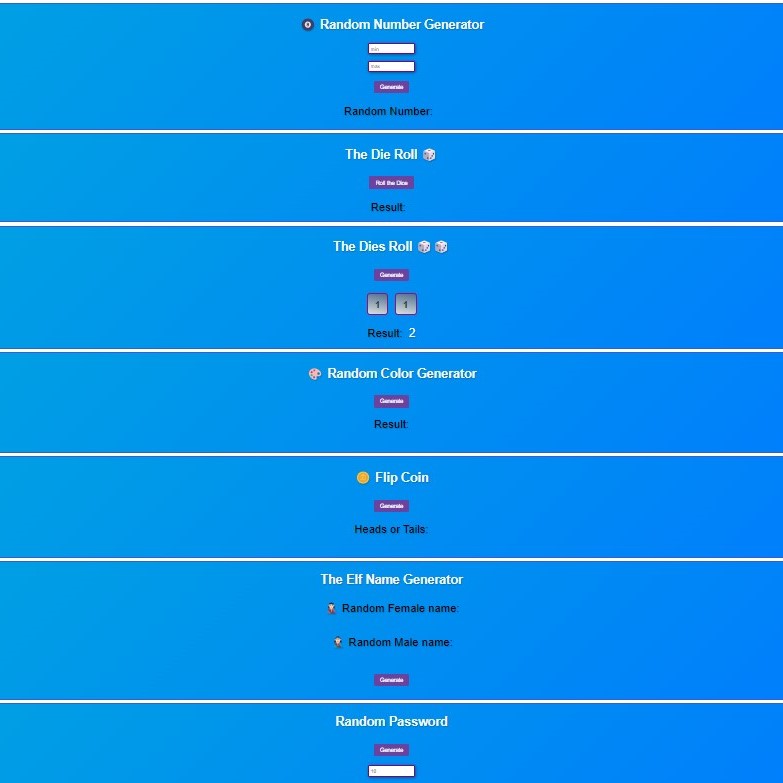 Random Number Generator
min
max
Generate
Random Number:
The Die Roll
Roll the Dice
Result:
The Dies Roll
Generate
1 1
Result: 2
Random Color Generator
Generate
Result:
Flip Coin
Generate
Heads or Tails:
The Elf Name Generator
Random Female name:
Random Male name:
Generate
Random Password
Generate